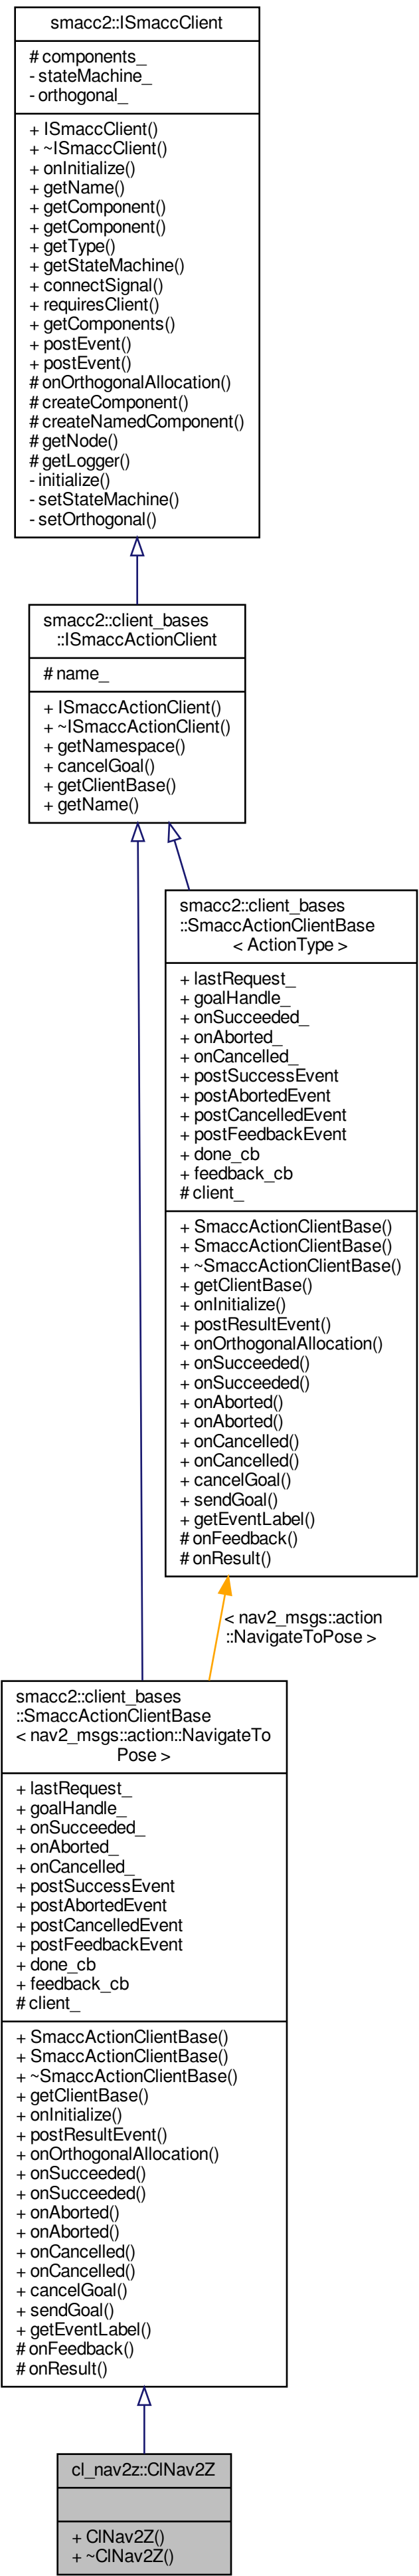 smacc2::ISmaccClient
# components_
- stateMachine_
- orthogonal_
+ ISmaccClient()
+ ~ISmaccClient()
+ onInitialize()
+ getName()
+ getComponent()
+ getComponent()
+ getType()
+ getStateMachine()
+ connectSignal()
+ requiresClient()
+ getComponents()
+ postEvent()
+ postEvent()
# onOrthogonalAllocation()
# createComponent()
# createNamedComponent()
# getNode()
# getLogger()
- initialize()
- setStateMachine()
- setOrthogonal()
smacc2::client_bases
::ISmaccActionClient
# name_
+ ISmaccActionClient()
+ ~ISmaccActionClient()
+ getNamespace()
+ cancelGoal()
+ getClientBase()
+ getName()
smacc2::client_bases
::SmaccActionClientBase
< ActionType >
+ lastRequest_
+ goalHandle_
+ onSucceeded_
+ onAborted_
+ onCancelled_
+ postSuccessEvent
+ postAbortedEvent
+ postCancelledEvent
+ postFeedbackEvent
+ done_cb
+ feedback_cb
# client_
+ SmaccActionClientBase()
+ SmaccActionClientBase()
+ ~SmaccActionClientBase()
+ getClientBase()
+ onInitialize()
+ postResultEvent()
+ onOrthogonalAllocation()
+ onSucceeded()
+ onSucceeded()
+ onAborted()
+ onAborted()
+ onCancelled()
+ onCancelled()
+ cancelGoal()
+ sendGoal()
+ getEventLabel()
# onFeedback()
# onResult()
< nav2_msgs::action
::NavigateToPose >
smacc2::client_bases
::SmaccActionClientBase
< nav2_msgs::action::NavigateTo
Pose >
+ lastRequest_
+ goalHandle_
+ onSucceeded_
+ onAborted_
+ onCancelled_
+ postSuccessEvent
+ postAbortedEvent
+ postCancelledEvent
+ postFeedbackEvent
+ done_cb
+ feedback_cb
# client_
+ SmaccActionClientBase()
+ SmaccActionClientBase()
+ ~SmaccActionClientBase()
+ getClientBase()
+ onInitialize()
+ postResultEvent()
+ onOrthogonalAllocation()
+ onSucceeded()
+ onSucceeded()
+ onAborted()
+ onAborted()
+ onCancelled()
+ onCancelled()
+ cancelGoal()
+ sendGoal()
+ getEventLabel()
# onFeedback()
# onResult()
cl_nav2z::ClNav2Z
+ ClNav2Z()
+ ~ClNav2Z()